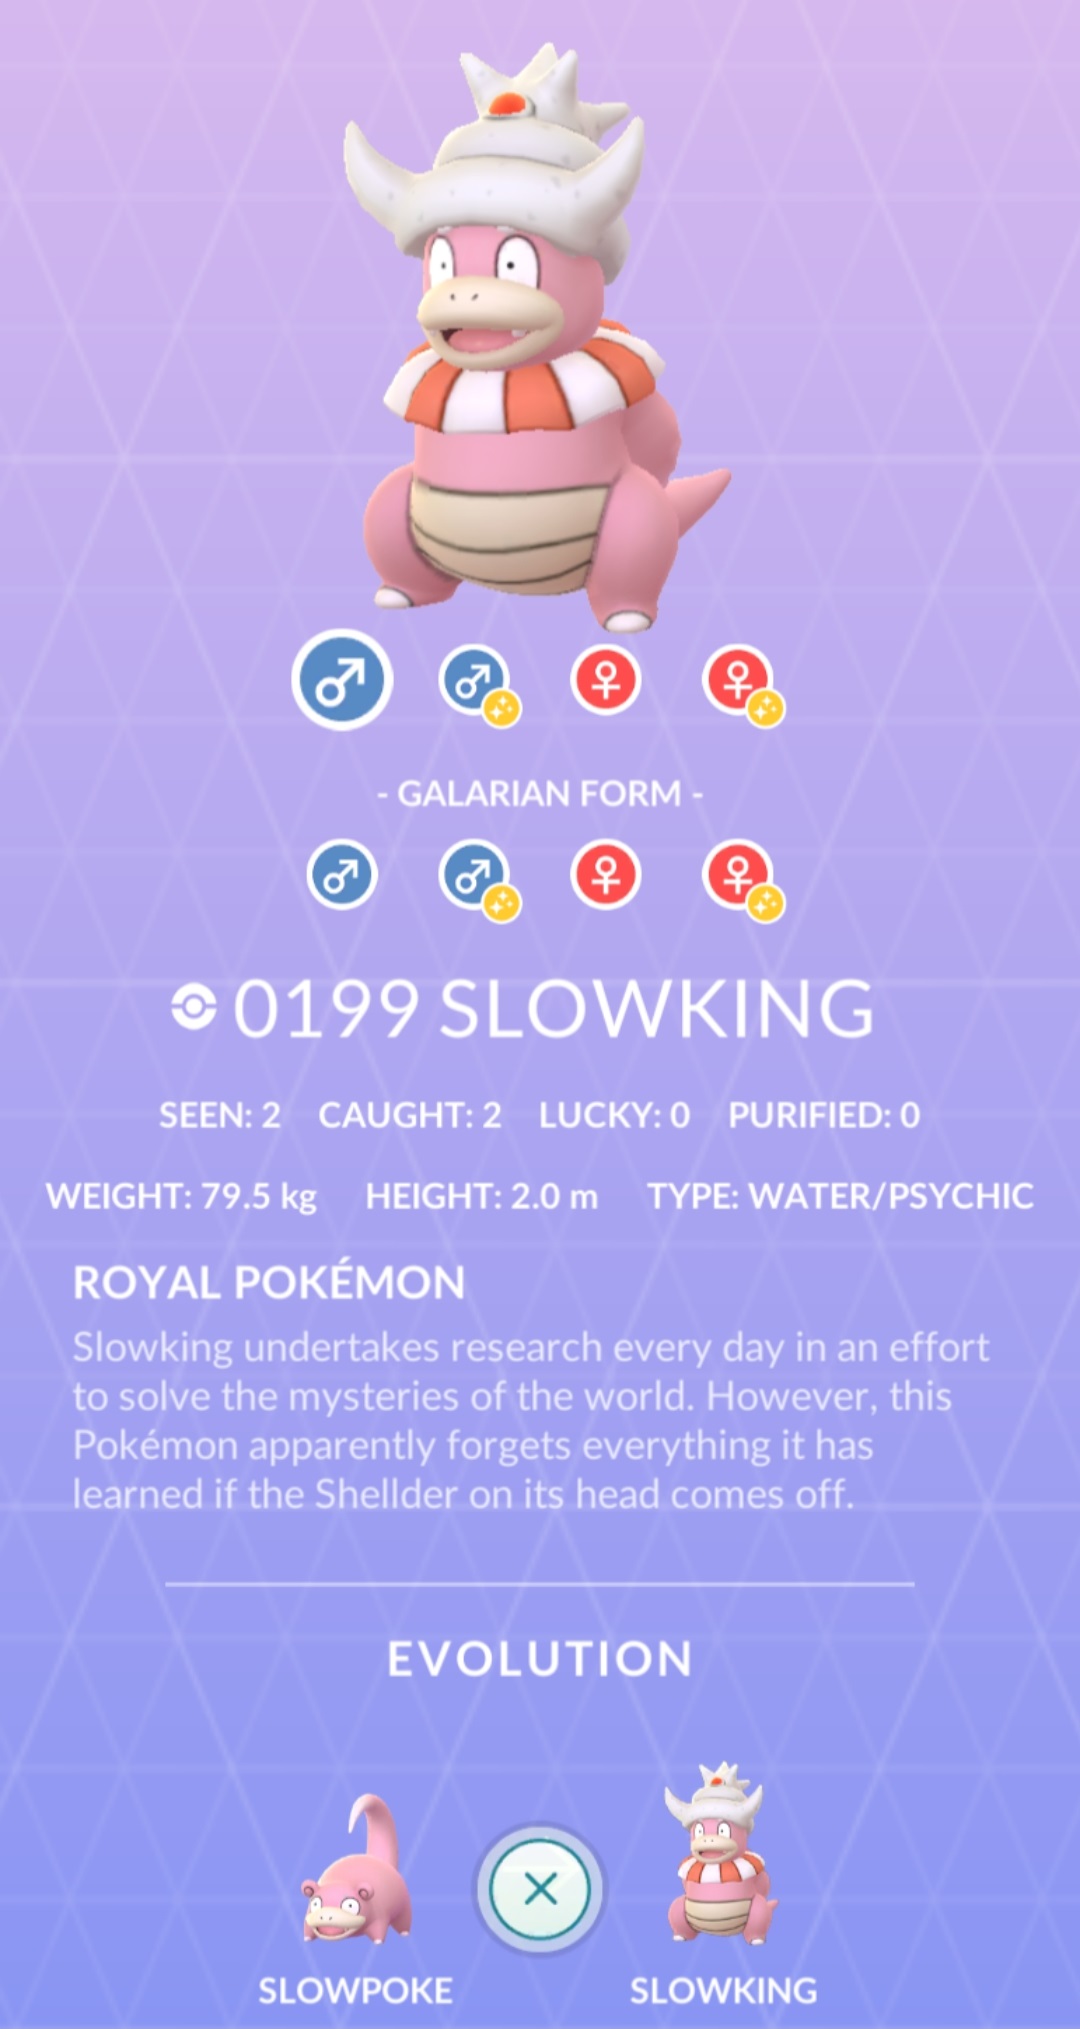 - GALARIAN FORM -
0199 SLOWKING
SEEN: 2 CAUGHT: 2 LUCKY: 0 PURIFIED: 0
WEIGHT: 79.5 kg HEIGHT: 2.0 m TYPE: WATER/PSYCHIC
ROYAL POKÉMON
Slowking undertakes research every day in an effort
to solve the mysteries of the world. However, this
Pokémon apparently forgets everything it has
learned if the Shellder on its head comes off.
EVOLUTION
SLOWPOKE SLOWKING